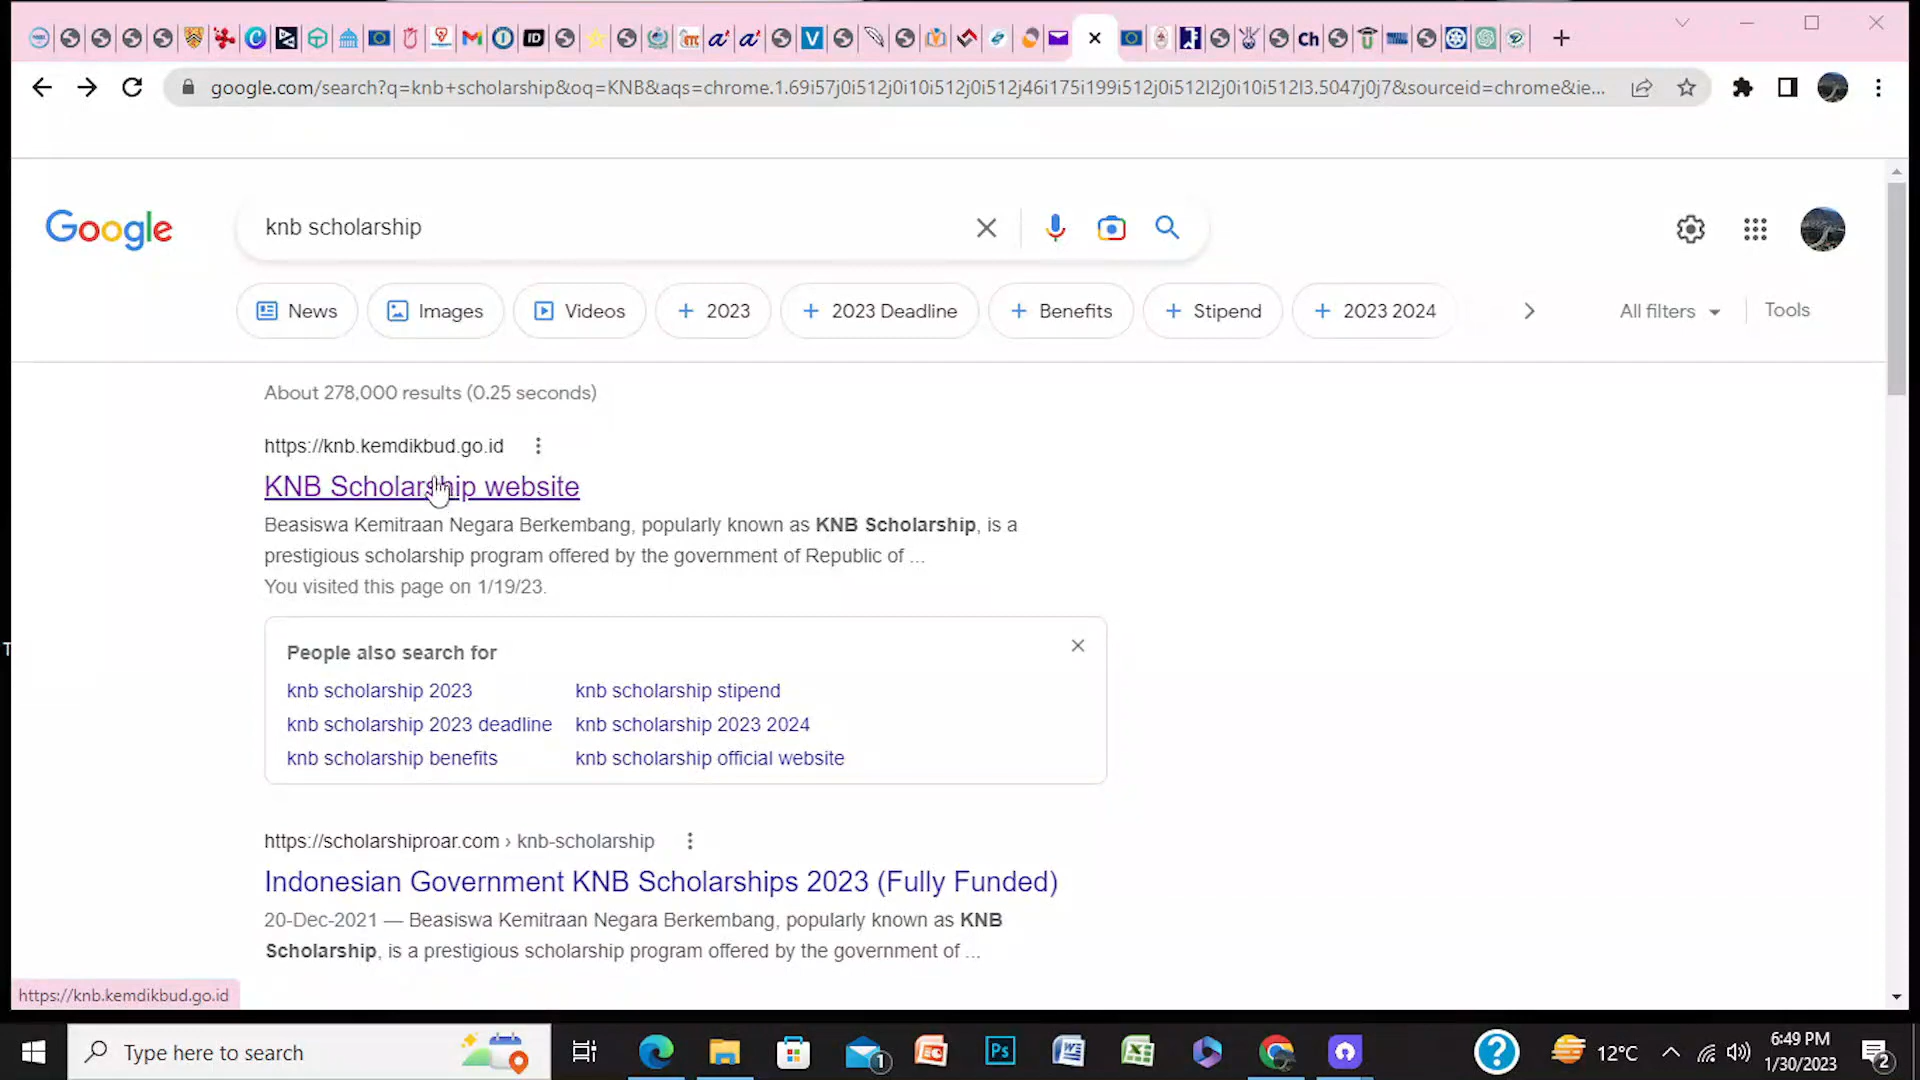 google.com/search?q=knb+scholarship&oq=KNB&aqs=chrome.1.69i57j0i512j0i10i512j0i512j46i175i199i512j0i512l2j0i10i512l3.5047j0j7&sourceid=chrome&ie...
Google
knb scholarship
News
Images
Videos
2023
2023 Deadline
Benefits
Stipend
2023 2024
All filters
Tools
About 278,000 results (0.25 seconds)
https://knb.kemdikbud.go.id
KNB Scholarship website
Beasiswa Kemitraan Negara Berkembang, popularly known as KNB Scholarship, is a
prestigious scholarship program offered by the government of Republic of ...
You visited this page on 1/19/23.
People also search for
knb scholarship 2023
knb scholarship stipend
knb scholarship 2023 deadline
knb scholarship 2023 2024
knb scholarship benefits
knb scholarship official website
https://scholarshiproar.com › knb-scholarship
Indonesian Government KNB Scholarships 2023 (Fully Funded)
20-Dec-2021 — Beasiswa Kemitraan Negara Berkembang, popularly known as KNB
Scholarship, is a prestigious scholarship program offered by the government of ...
https://knb.kemdikbud.go.id
Type here to search
1
Ps
12°C
6:49 PM
1/30/2023
2